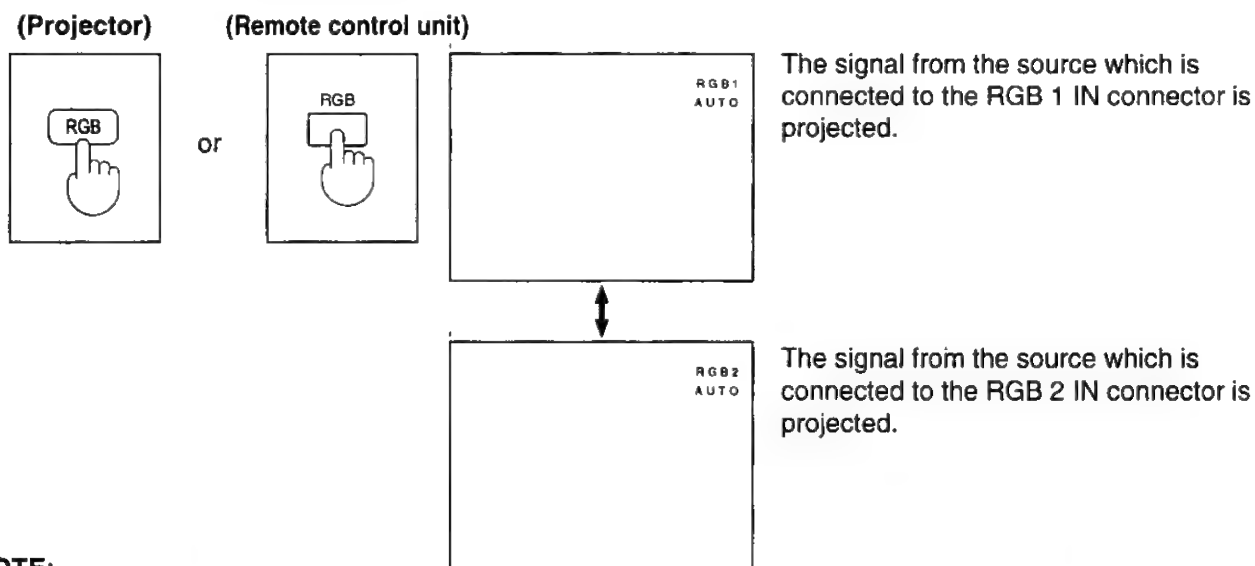 (Projector)
(Remote control unit)
RGB
or
RGB
RGB1
AUTO
The signal from the source which is
connected to the RGB 1 IN connector is
projected.
RGB2
AUTO
The signal from the source which is
connected to the RGB 2 IN connector is
projected.